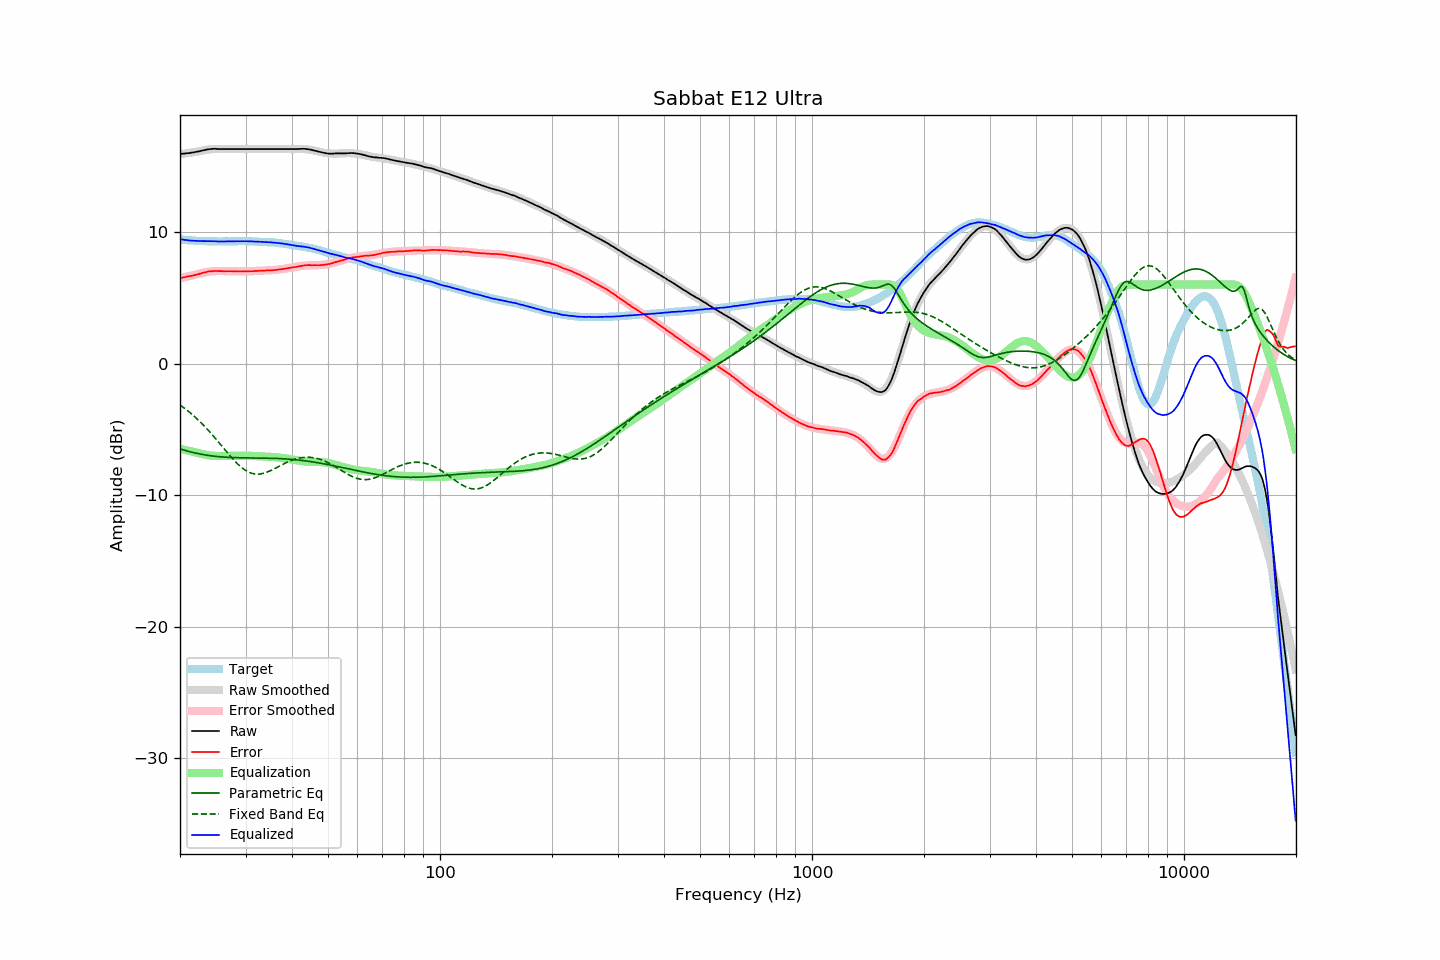 Sabbat E12 Ultra
Amplitude (dBr)
10
0
−10
−20
−30
Target
Raw Smoothed
Error Smoothed
Raw
Error
Equalization
Parametric Eq
Fixed Band Eq
Equalized
100
1000
10000
Frequency (Hz)